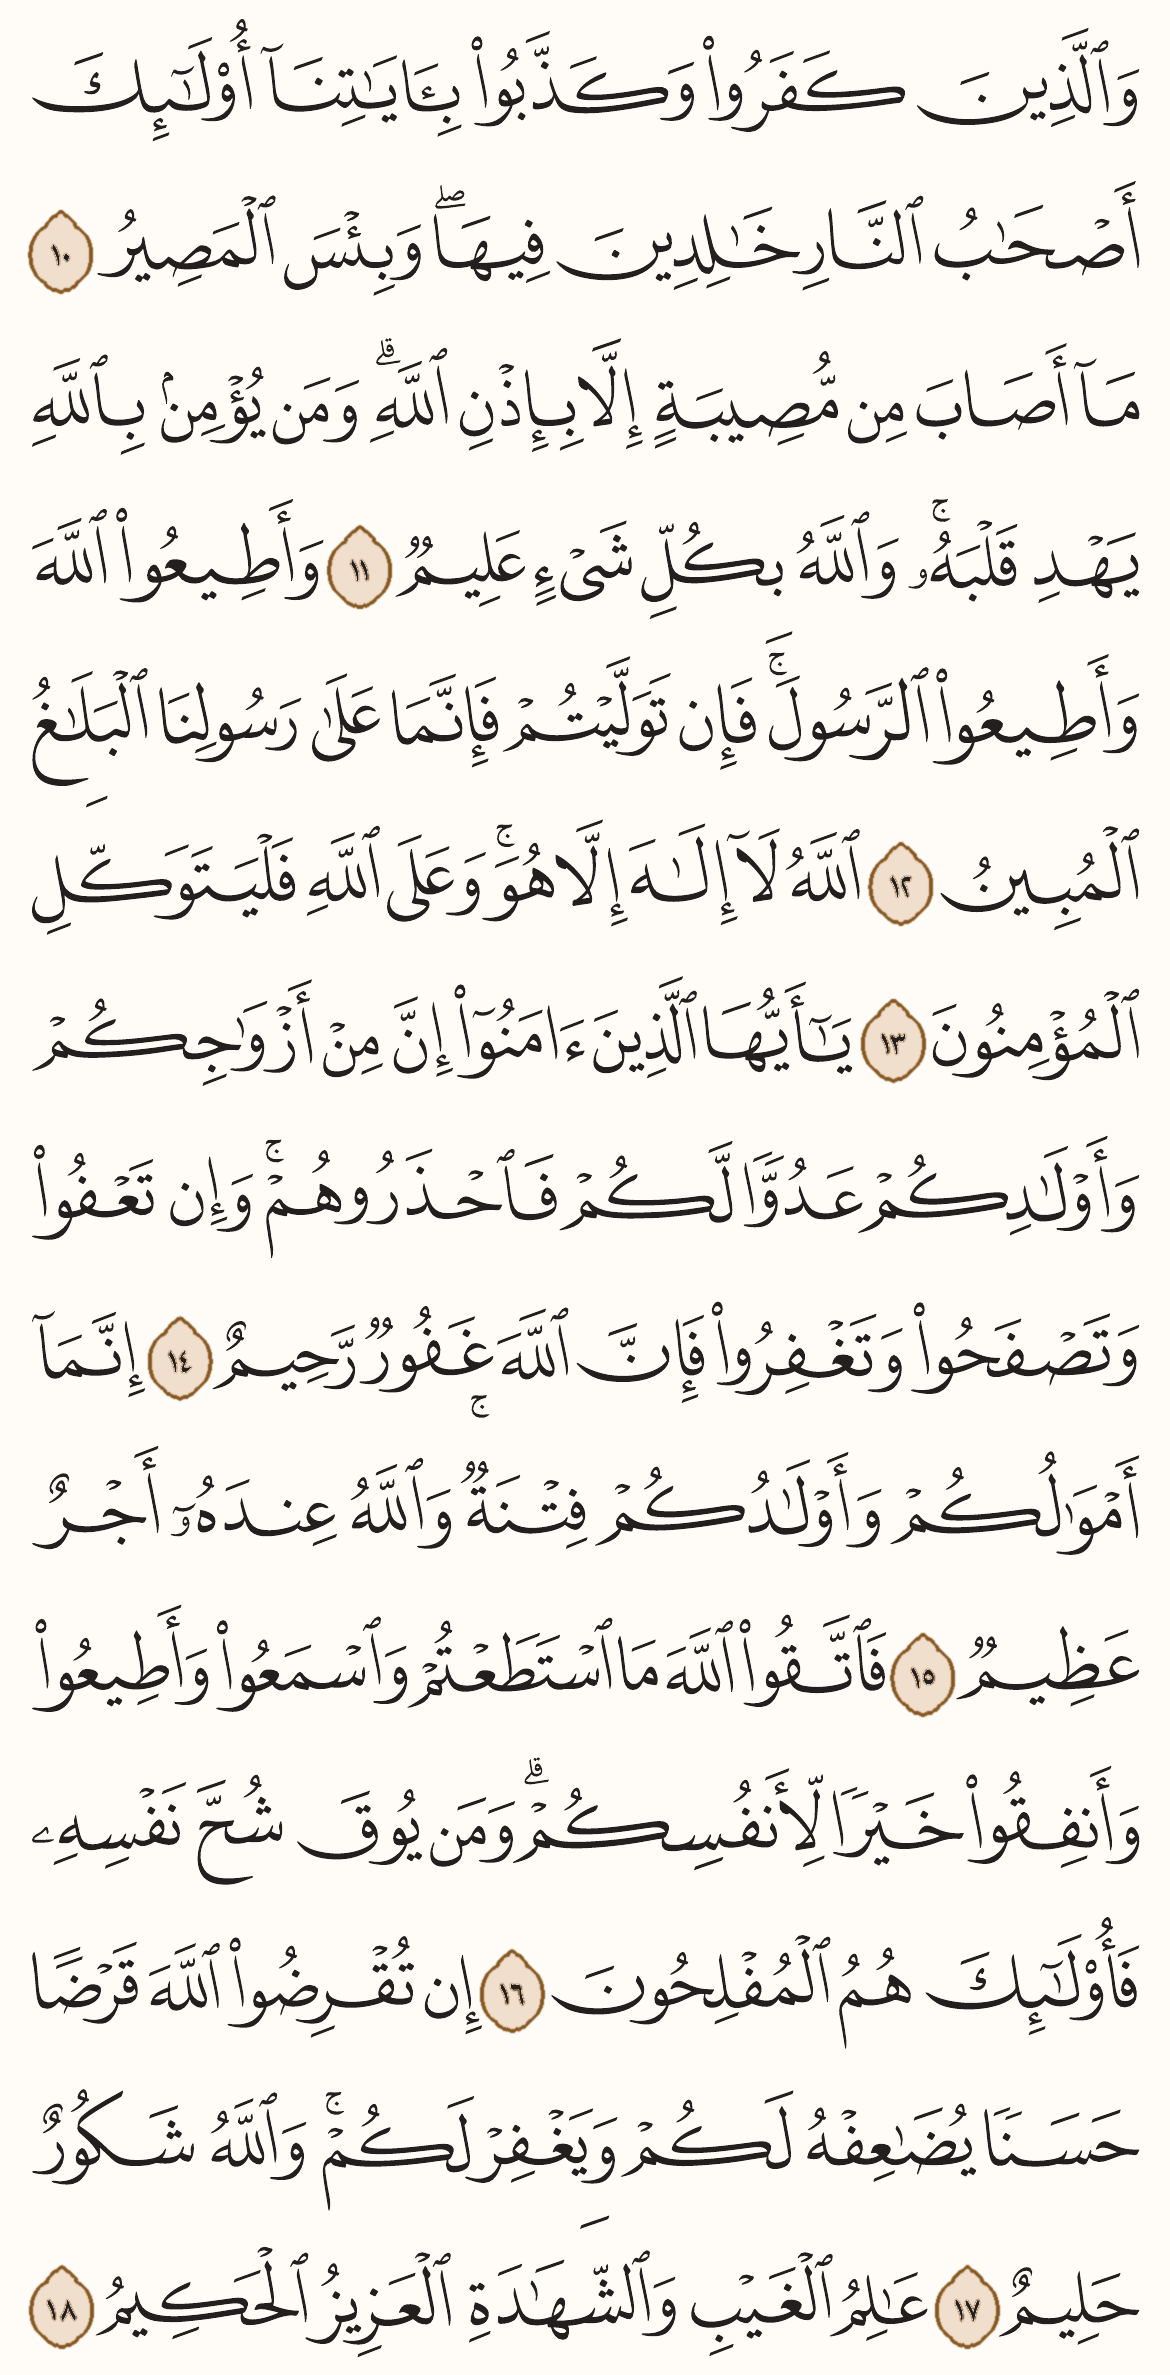 وَٱلَّذِينَ كَفَرُوا۟ وَكَذَّبُوا۟ بِـَٔايَـٰتِنَآ أُو۟لَـٰٓئِكَ
أَصْحَـٰبُ ٱلنَّارِ خَـٰلِدِينَ فِيهَا ۖ وَبِئْسَ ٱلْمَصِيرُ ١٠
مَآ أَصَابَ مِن مُّصِيبَةٍ إِلَّا بِإِذْنِ ٱللَّهِ ۗ وَمَن يُؤْمِنۢ بِٱللَّهِ
يَهْدِ قَلْبَهُۥ ۚ وَٱللَّهُ بِكُلِّ شَىْءٍ عَلِيمٌ ١١ وَأَطِيعُوا۟ ٱللَّهَ
وَأَطِيعُوا۟ ٱلرَّسُولَ ۚ فَإِن تَوَلَّيْتُمْ فَإِنَّمَا عَلَىٰ رَسُولِنَا ٱلْبَلَـٰغُ
ٱلْمُبِينُ ١٢ ٱللَّهُ لَآ إِلَـٰهَ إِلَّا هُوَ ۚ وَعَلَى ٱللَّهِ فَلْيَتَوَكَّلِ
ٱلْمُؤْمِنُونَ ١٣ يَـٰٓأَيُّهَا ٱلَّذِينَ ءَامَنُوٓا۟ إِنَّ مِنْ أَزْوَٰجِكُمْ
وَأَوْلَـٰدِكُمْ عَدُوًّا لَّكُمْ فَٱحْذَرُوهُمْ ۚ وَإِن تَعْفُوا۟
وَتَصْفَحُوا۟ وَتَغْفِرُوا۟ فَإِنَّ ٱللَّهَ غَفُورٌ رَّحِيمٌ ١٤ إِنَّمَآ
أَمْوَٰلُكُمْ وَأَوْلَـٰدُكُمْ فِتْنَةٌ ۚ وَٱللَّهُ عِندَهُۥٓ أَجْرٌ
عَظِيمٌ ١٥ فَٱتَّقُوا۟ ٱللَّهَ مَا ٱسْتَطَعْتُمْ وَٱسْمَعُوا۟ وَأَطِيعُوا۟
وَأَنفِقُوا۟ خَيْرًا لِّأَنفُسِكُمْ ۗ وَمَن يُوقَ شُحَّ نَفْسِهِۦ
فَأُو۟لَـٰٓئِكَ هُمُ ٱلْمُفْلِحُونَ ١٦ إِن تُقْرِضُوا۟ ٱللَّهَ قَرْضًا
حَسَنًا يُضَـٰعِفْهُ لَكُمْ وَيَغْفِرْ لَكُمْ ۚ وَٱللَّهُ شَكُورٌ
حَلِيمٌ ١٧ عَـٰلِمُ ٱلْغَيْبِ وَٱلشَّهَـٰدَةِ ٱلْعَزِيزُ ٱلْحَكِيمُ ١٨